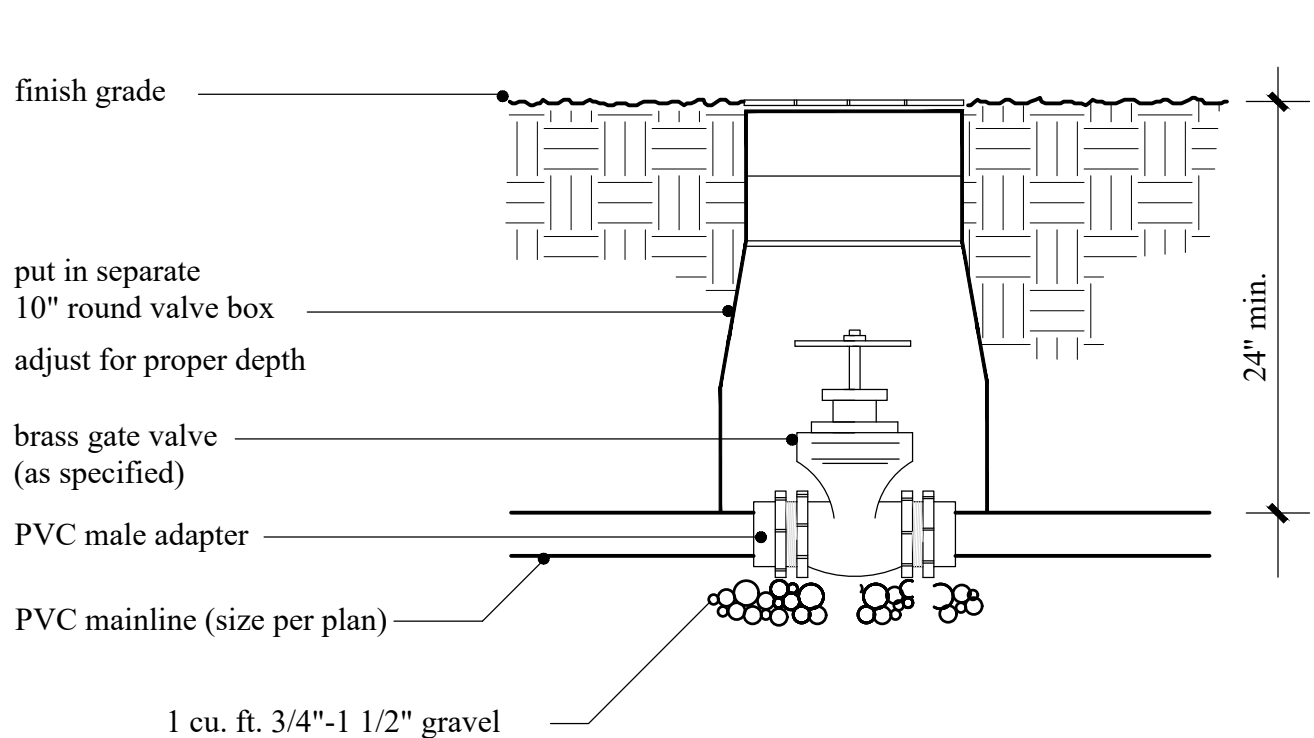 finish grade
put in separate
10" round valve box
adjust for proper depth
24" min.
brass gate valve
(as specified)
PVC male adapter
PVC mainline (size per plan)
1 cu. ft. 3/4"-1 1/2" gravel